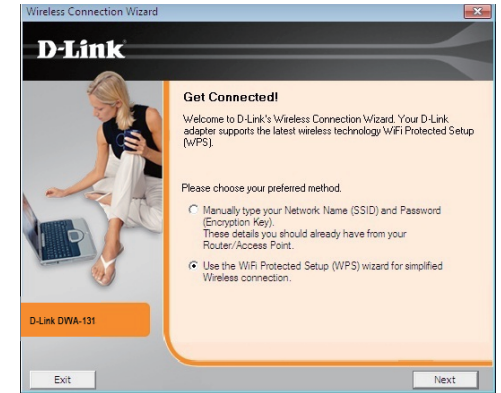 Wireless Connection Wizard
D-Link
Get Connected!
Welcome to D-Link's Wireless Connection Wizard. Your D-Link
adapter supports the latest wireless technology WiFi Protected Setup
(WPS).
Please choose your preferred method.
Manually type your Network Name (SSID) and Password
(Encryption Key).
These details you should already have from your
Router/Access Point.
Use the WiFi Protected Setup (WPS) wizard for simplified
Wireless connection.
D-Link DWA-131
Exit
Next